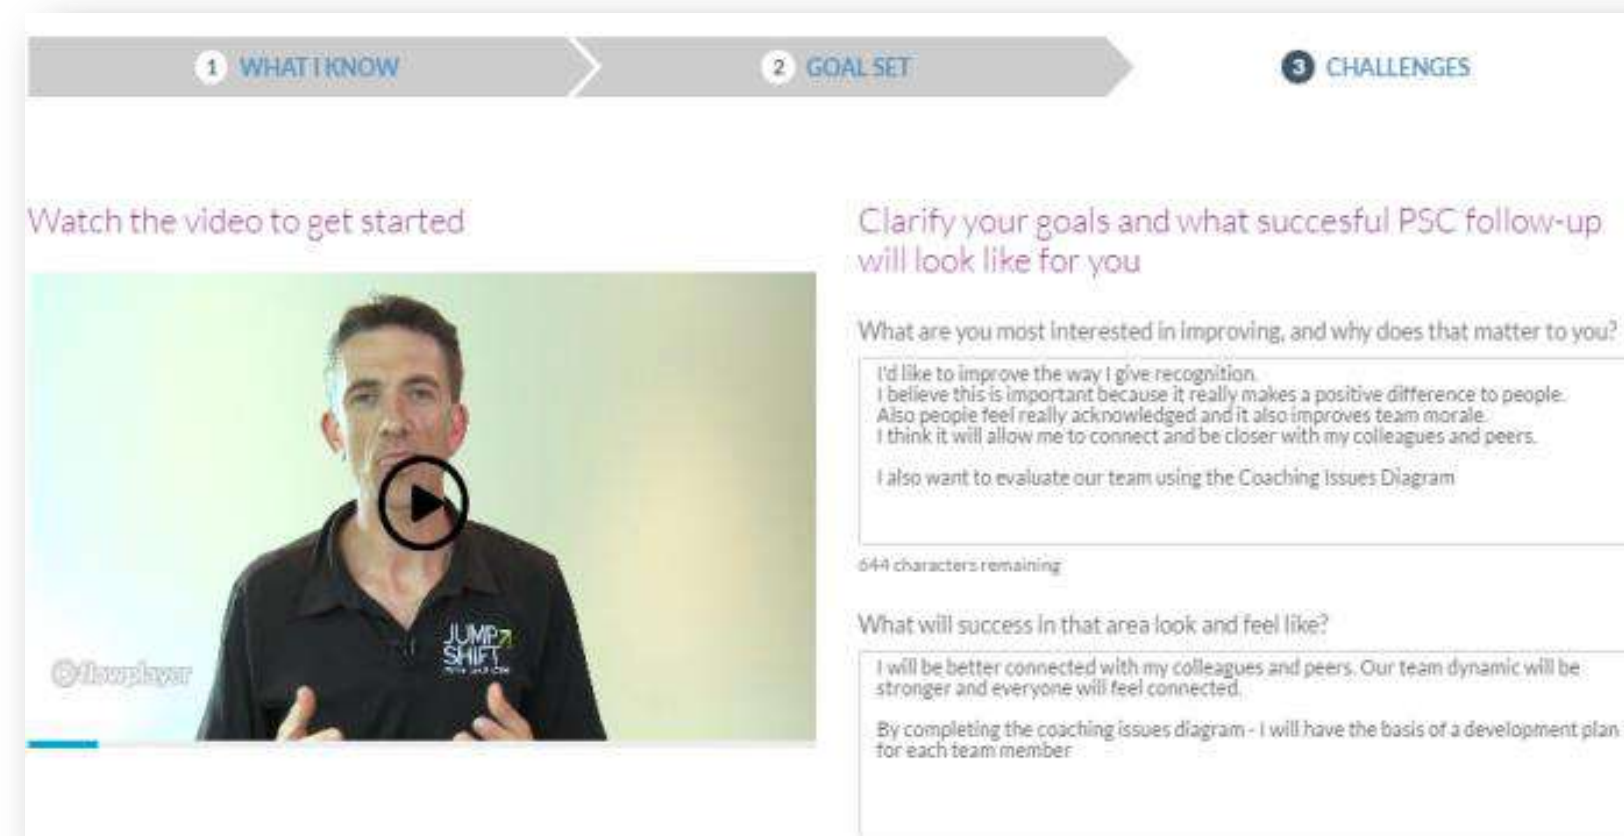 1 WHAT I KNOW
2 GOAL SET
3 CHALLENGES
Watch the video to get started
JUMP
SHIFT
flowplayer
Clarify your goals and what succesful PSC follow-up
will look like for you
What are you most interested in improving, and why does that matter to you?
I'd like to improve the way I give recognition.
I believe this is important because it really makes a positive difference to people.
Also people feel really acknowledged and it also improves team morale.
I think it will allow me to connect and be closer with my colleagues and peers.
I also want to evaluate our team using the Coaching Issues Diagram
644 characters remaining
What will success in that area look and feel like?
I will be better connected with my colleagues and peers. Our team dynamic will be
stronger and everyone will feel connected.
By completing the coaching issues diagram - I will have the basis of a development plan
for each team member